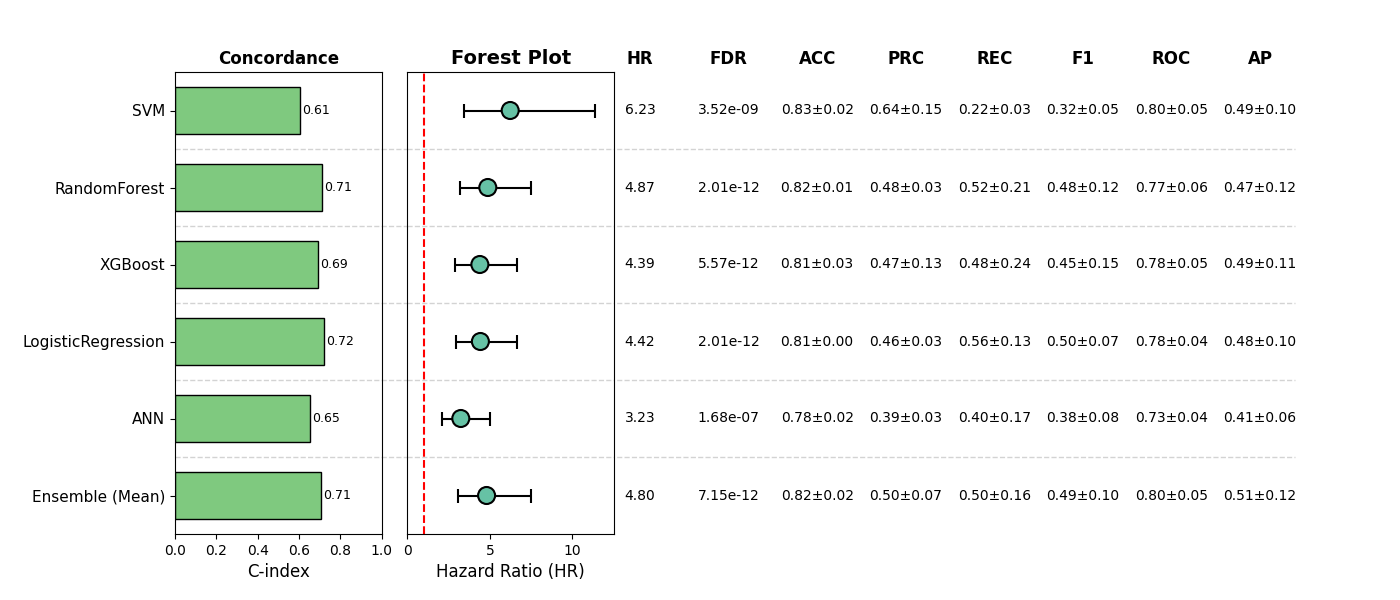 Concordance Forest Plot HR FDR ACC PRC REC F1 ROC AP
SVM 0.61 6.23 3.52e-09 0.83±0.02 0.64±0.15 0.22±0.03 0.32±0.05 0.80±0.05 0.49±0.10
RandomForest 0.71 4.87 2.01e-12 0.82±0.01 0.48±0.03 0.52±0.21 0.48±0.12 0.77±0.06 0.47±0.12
XGBoost 0.69 4.39 5.57e-12 0.81±0.03 0.47±0.13 0.48±0.24 0.45±0.15 0.78±0.05 0.49±0.11
LogisticRegression 0.72 4.42 2.01e-12 0.81±0.00 0.46±0.03 0.56±0.13 0.50±0.07 0.78±0.04 0.48±0.10
ANN 0.65 3.23 1.68e-07 0.78±0.02 0.39±0.03 0.40±0.17 0.38±0.08 0.73±0.04 0.41±0.06
Ensemble (Mean) 0.71 4.80 7.15e-12 0.82±0.02 0.50±0.07 0.50±0.16 0.49±0.10 0.80±0.05 0.51±0.12
0.0 0.2 0.4 0.6 0.8 1.0 0 5 10
C-index Hazard Ratio (HR)